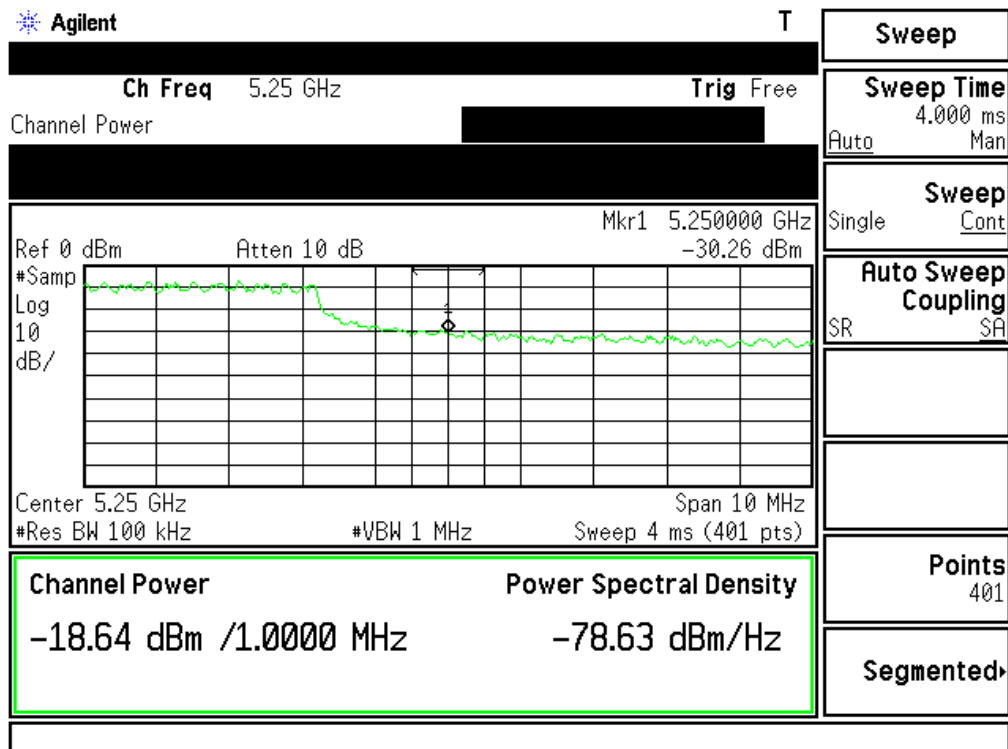 Agilent
T
Ch Freq 5.25 GHz
Trig Free
Channel Power
Mkr1 5.250000 GHz
Ref 0 dBm
Atten 10 dB
-30.26 dBm
#Samp
Log
10
dB/
1
Center 5.25 GHz
Span 10 MHz
#Res BW 100 kHz
#VBW 1 MHz
Sweep 4 ms (401 pts)
Channel Power
Power Spectral Density
-18.64 dBm /1.0000 MHz
-78.63 dBm/Hz
Sweep
Sweep Time
4.000 ms
Auto Man
Sweep
Single Cont
Auto Sweep
Coupling
SR SA
Points
401
Segmented▸